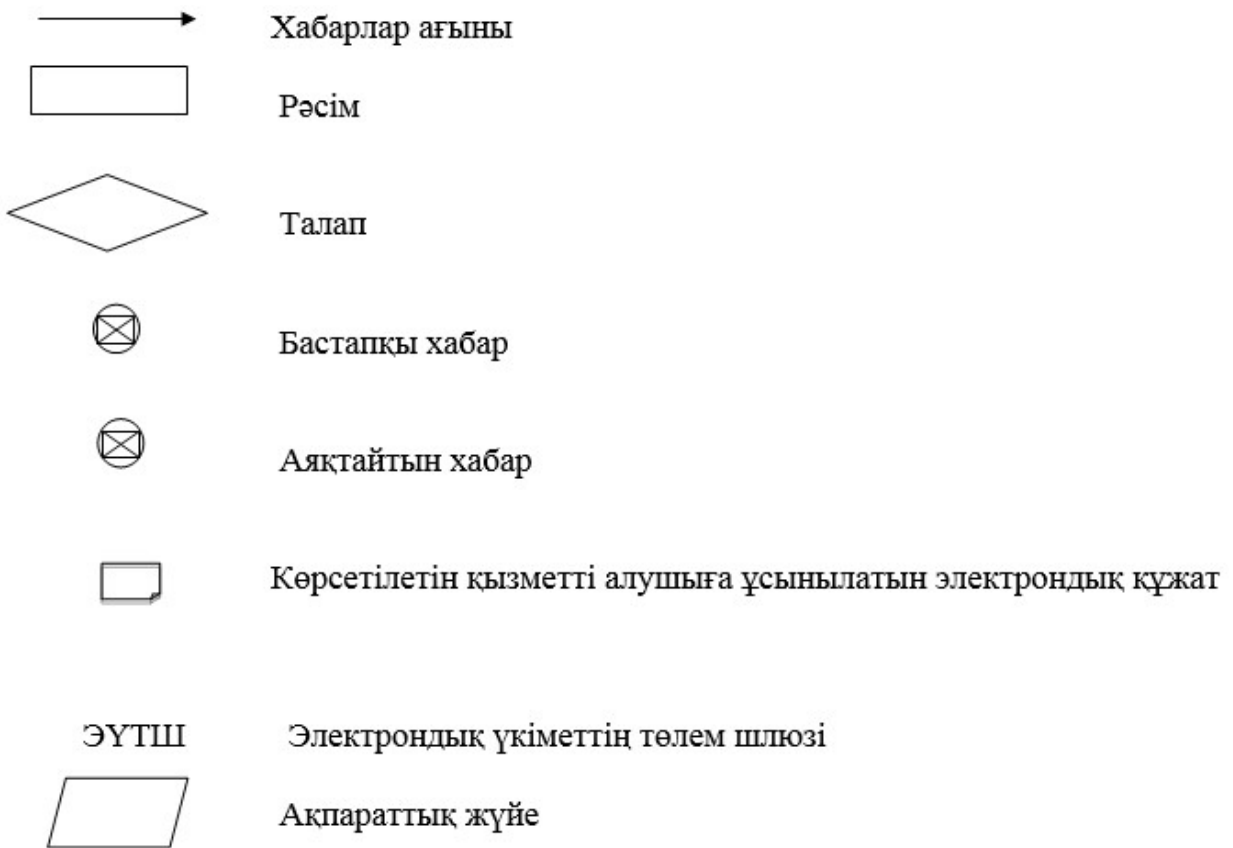 Хабарлар ағыны
Рәсім
Талап
Бастапқы хабар
Аяқтайтын хабар
Көрсетілетін қызметті алушыға ұсынылатын электрондық құжат
ЭҮТШ Электрондық үкіметтің төлем шлюзі
Ақпараттық жүйе